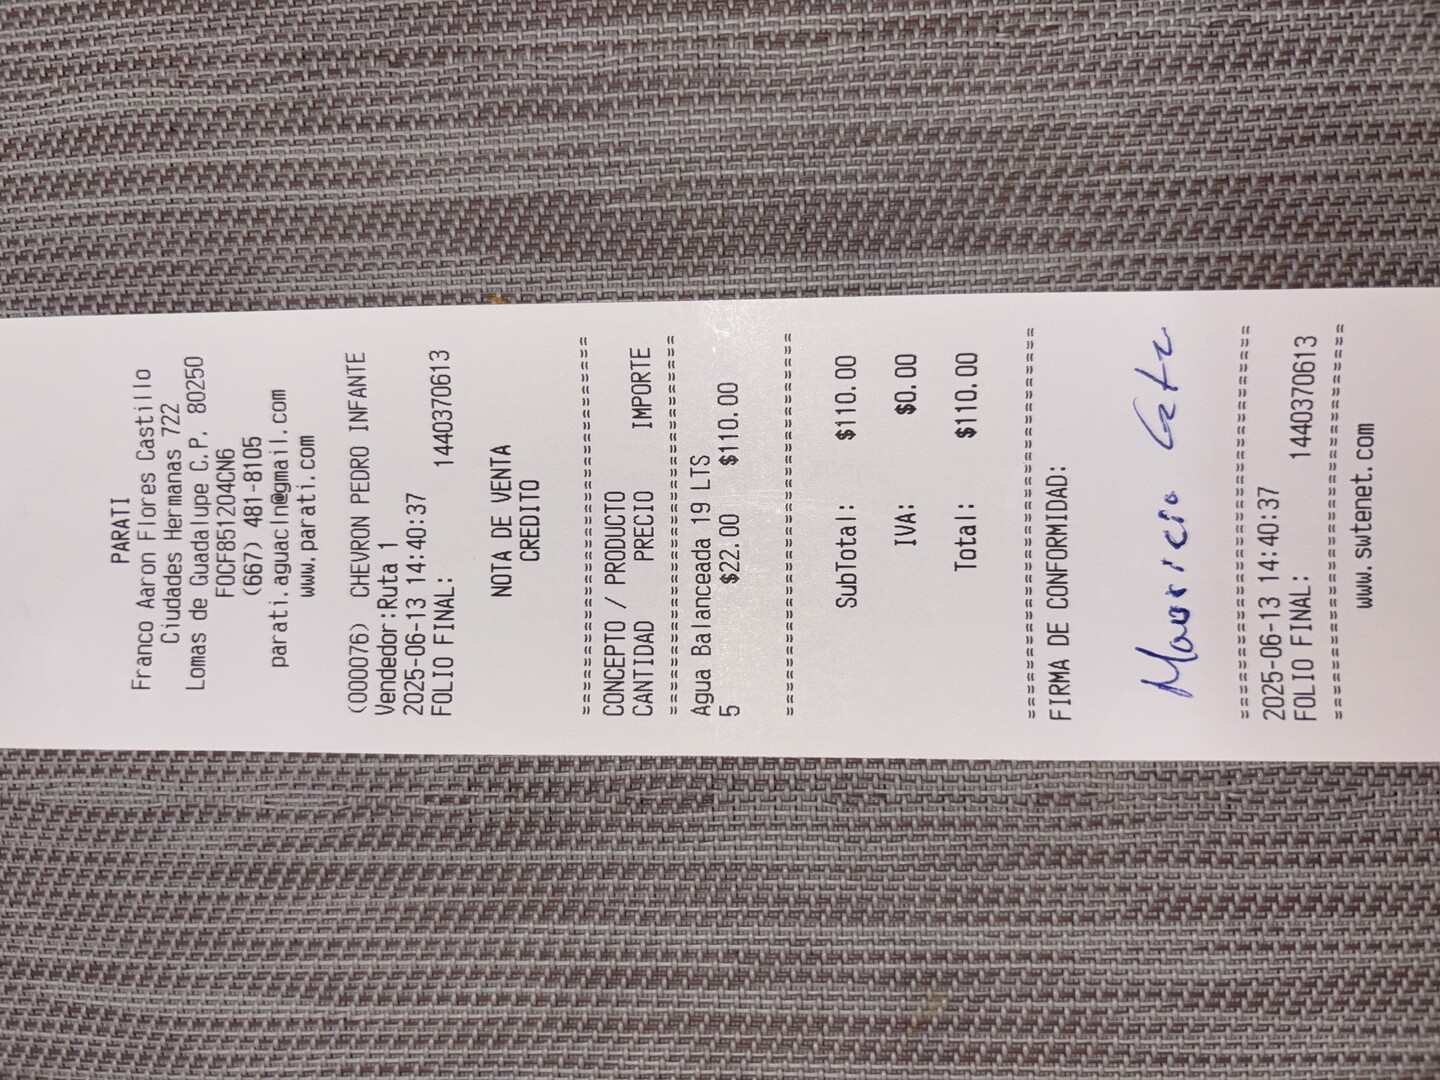 PARATI
Franco Aaron Flores Castillo
Ciudades Hermanas 722
Lomas de Guadalupe C.P. 80250
FOCF851204CN6
(667) 481-8105
parati.aguacln@gmail.com
www.parati.com
(000076) CHEVRON PEDRO INFANTE
Vendedor:Ruta 1
2025-06-13 14:40:37
FOLIO FINAL: 1440370613
NOTA DE VENTA
CREDITO
==============================
CONCEPTO / PRODUCTO
CANTIDAD PRECIO IMPORTE
==============================
Agua Balanceada 19 LTS
5 $22.00 $110.00
==============================
SubTotal: $110.00
IVA: $0.00
Total: $110.00
==============================
FIRMA DE CONFORMIDAD:
Mauricio
==============================
2025-06-13 14:40:37
FOLIO FINAL: 1440370613
==============================
www.swtenet.com